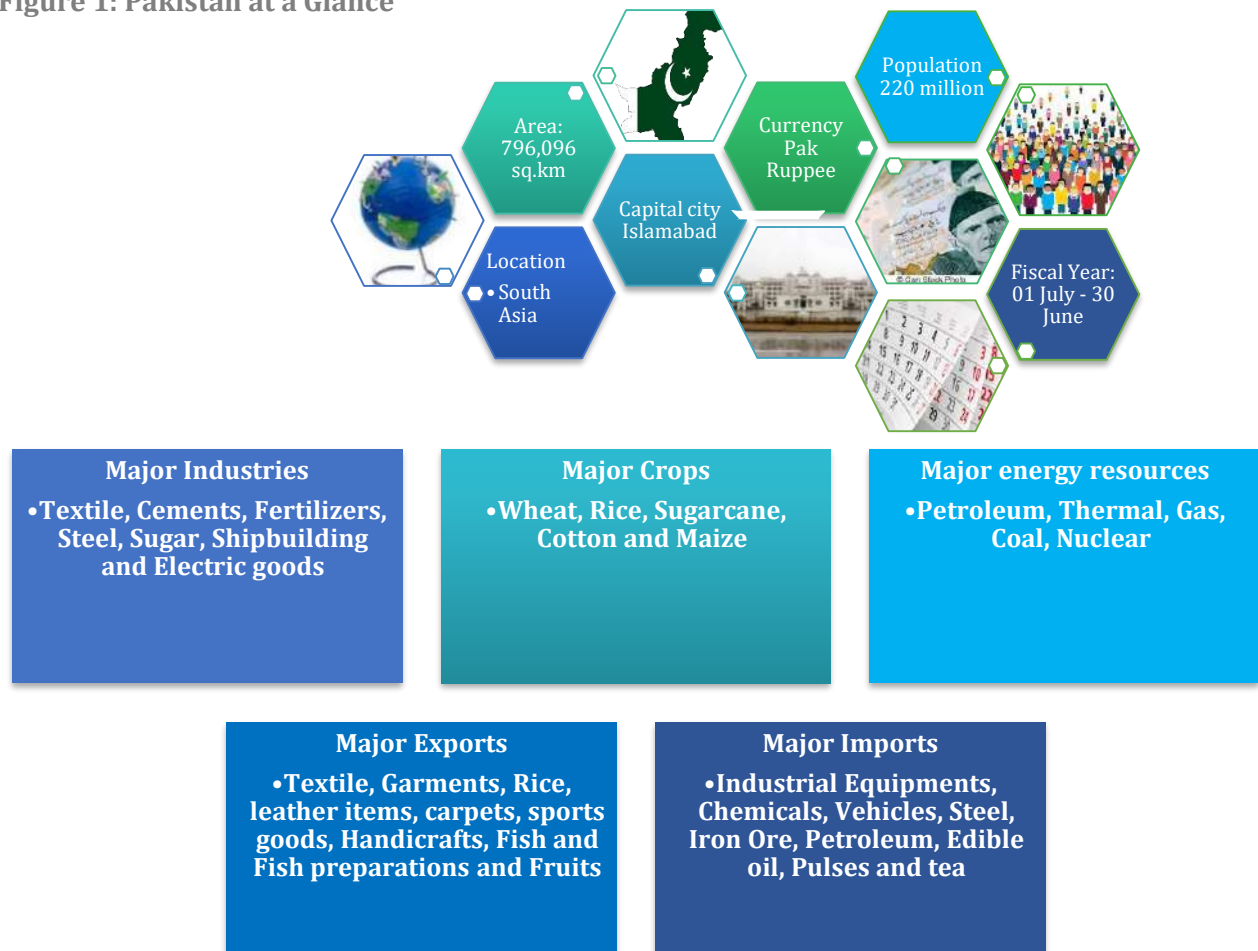 Figure 1: Pakistan at a Glance
Population
220 million
Area:
796,096
sq.km
Currency
Pak
Ruppee
Capital city
Islamabad
Location
• South
Asia
© Can Stock Photo
Fiscal Year:
01 July - 30
June
Major Industries
•Textile, Cements, Fertilizers,
Steel, Sugar, Shipbuilding
and Electric goods
Major Crops
•Wheat, Rice, Sugarcane,
Cotton and Maize
Major energy resources
•Petroleum, Thermal, Gas,
Coal, Nuclear
Major Exports
•Textile, Garments, Rice,
leather items, carpets, sports
goods, Handicrafts, Fish and
Fish preparations and Fruits
Major Imports
•Industrial Equipments,
Chemicals, Vehicles, Steel,
Iron Ore, Petroleum, Edible
oil, Pulses and tea